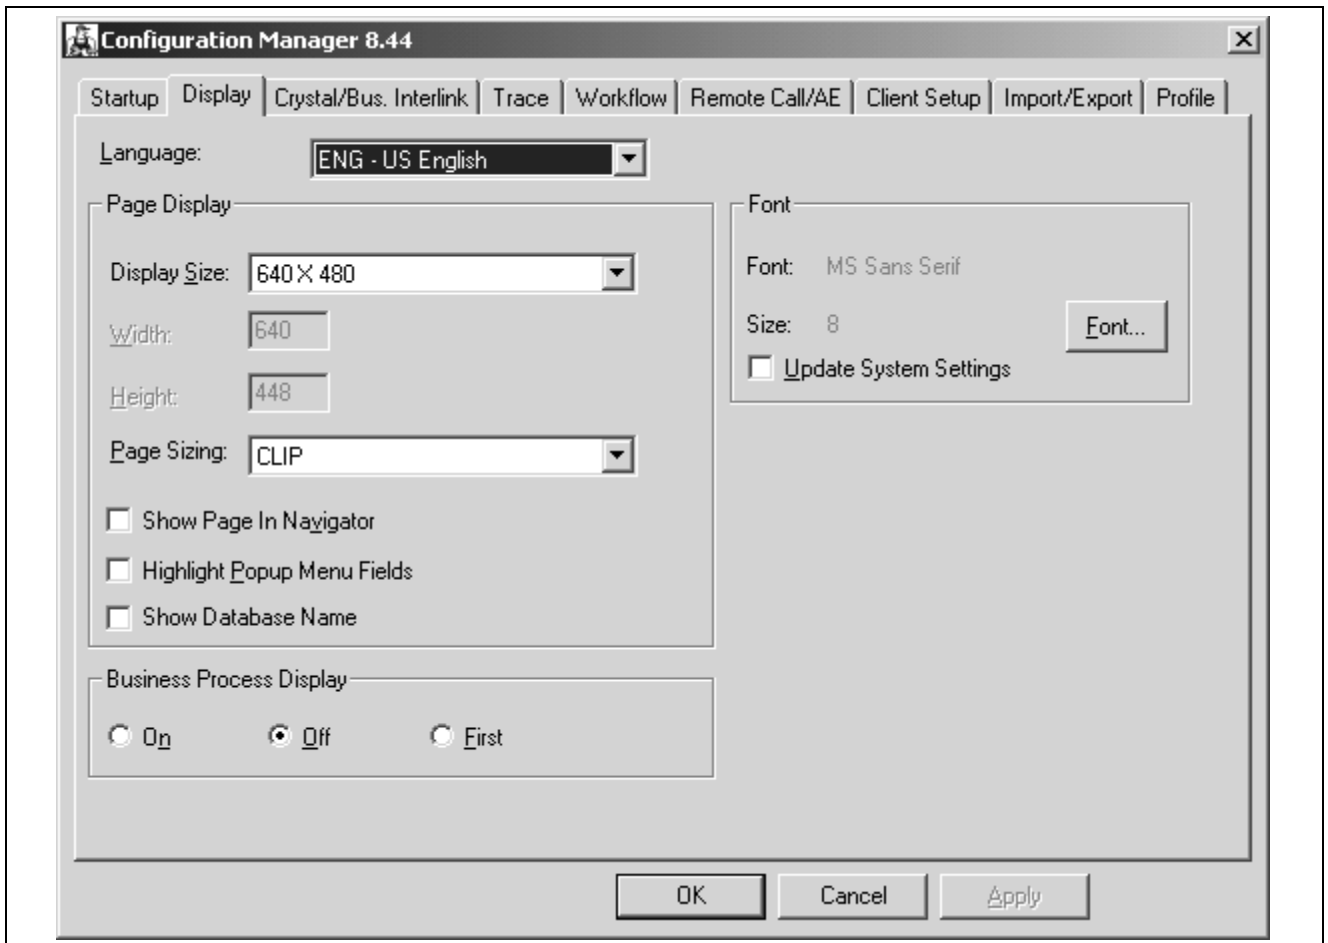 Configuration Manager 8.44
Startup Display Crystal/Bus. Interlink Trace Workflow Remote Call/AE Client Setup Import/Export Profile
Language: ENG - US English
Page Display
Display Size: 640 X 480
Width: 640
Height: 448
Page Sizing: CLIP
Show Page In Navigator
Highlight Popup Menu Fields
Show Database Name
Font
Font: MS Sans Serif
Size: 8
Font...
Update System Settings
Business Process Display
On Off First
OK Cancel Apply